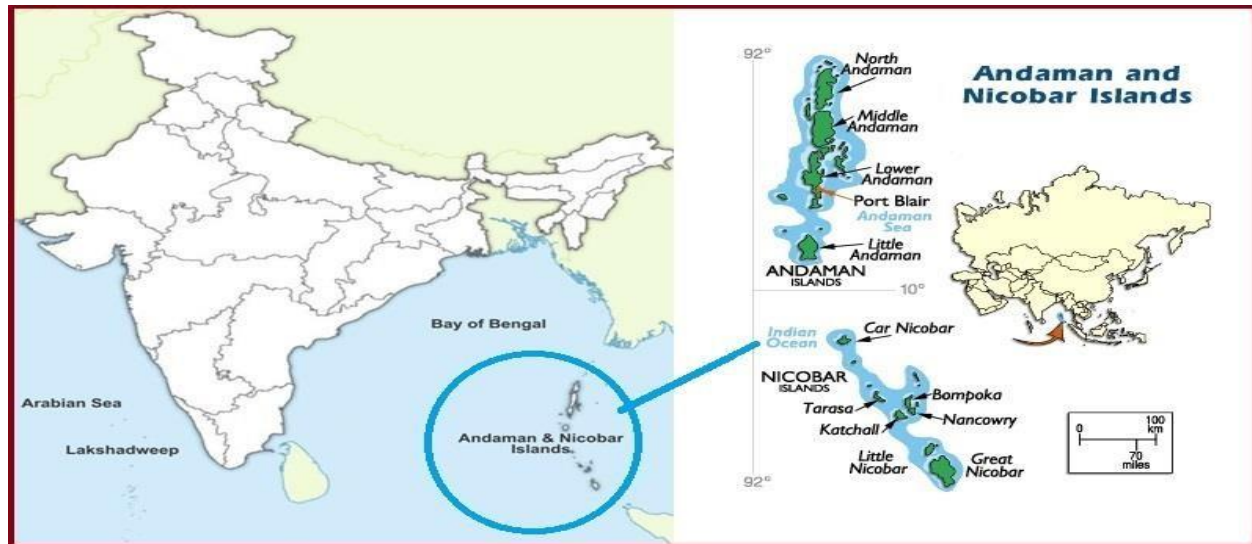 Bay of Bengal
Arabian Sea
Lakshadweep
Andaman & Nicobar
Islands
Andaman and
Nicobar Islands
92°
North
Andaman
Middle
Andaman
Lower
Andaman
Port Blair
Andaman
Sea
Little
Andaman
ANDAMAN
ISLANDS
10°
Indian
Ocean
Car Nicobar
NICOBAR
ISLANDS
Bompoka
Tarasa
Nancowry
Katchall
Little
Nicobar
Great
Nicobar
92°
0
100
km
70
miles